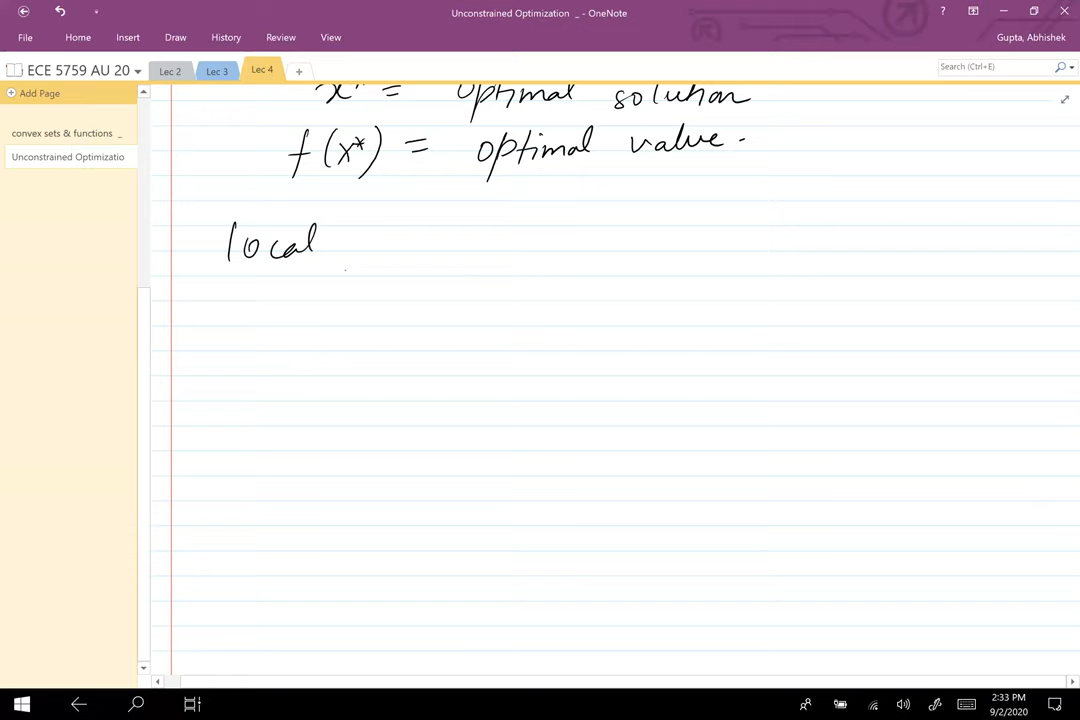 Unconstrained Optimization _ - OneNote
File Home Insert Draw History Review View Gupta, Abhishek
ECE 5759 AU 20 Lec 2 Lec 3 Lec 4 Search (Ctrl+E)
Add Page
convex sets & functions _
Unconstrained Optimizatio
x* = optimal solution
f(x*) = optimal value.
local
2:33 PM
9/2/2020